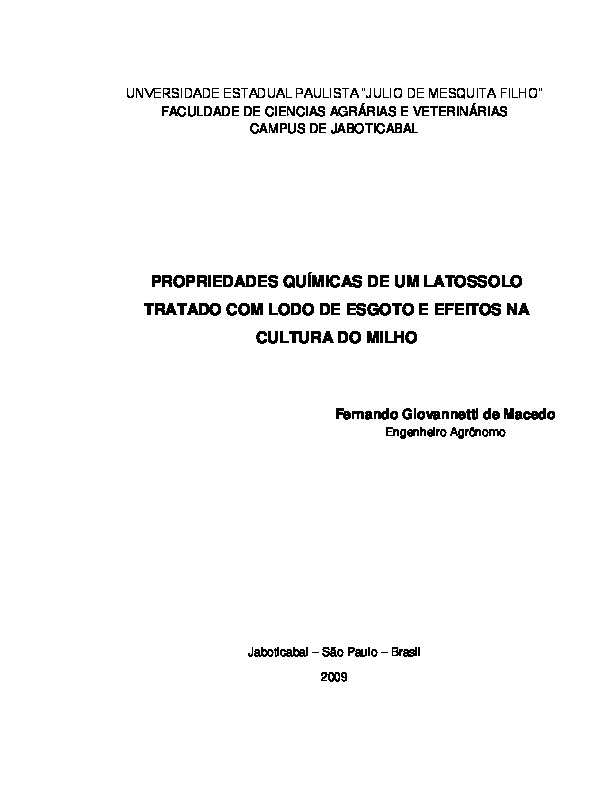 UNVERSIDADE ESTADUAL PAULISTA "JULIO DE MESQUITA FILHO"
FACULDADE DE CIENCIAS AGRÁRIAS E VETERINÁRIAS
CAMPUS DE JABOTICABAL
PROPRIEDADES QUÍMICAS DE UM LATOSSOLO
TRATADO COM LODO DE ESGOTO E EFEITOS NA
CULTURA DO MILHO
Fernando Giovannetti de Macedo
Engenheiro Agrônomo
Jaboticabal – São Paulo – Brasil
2009